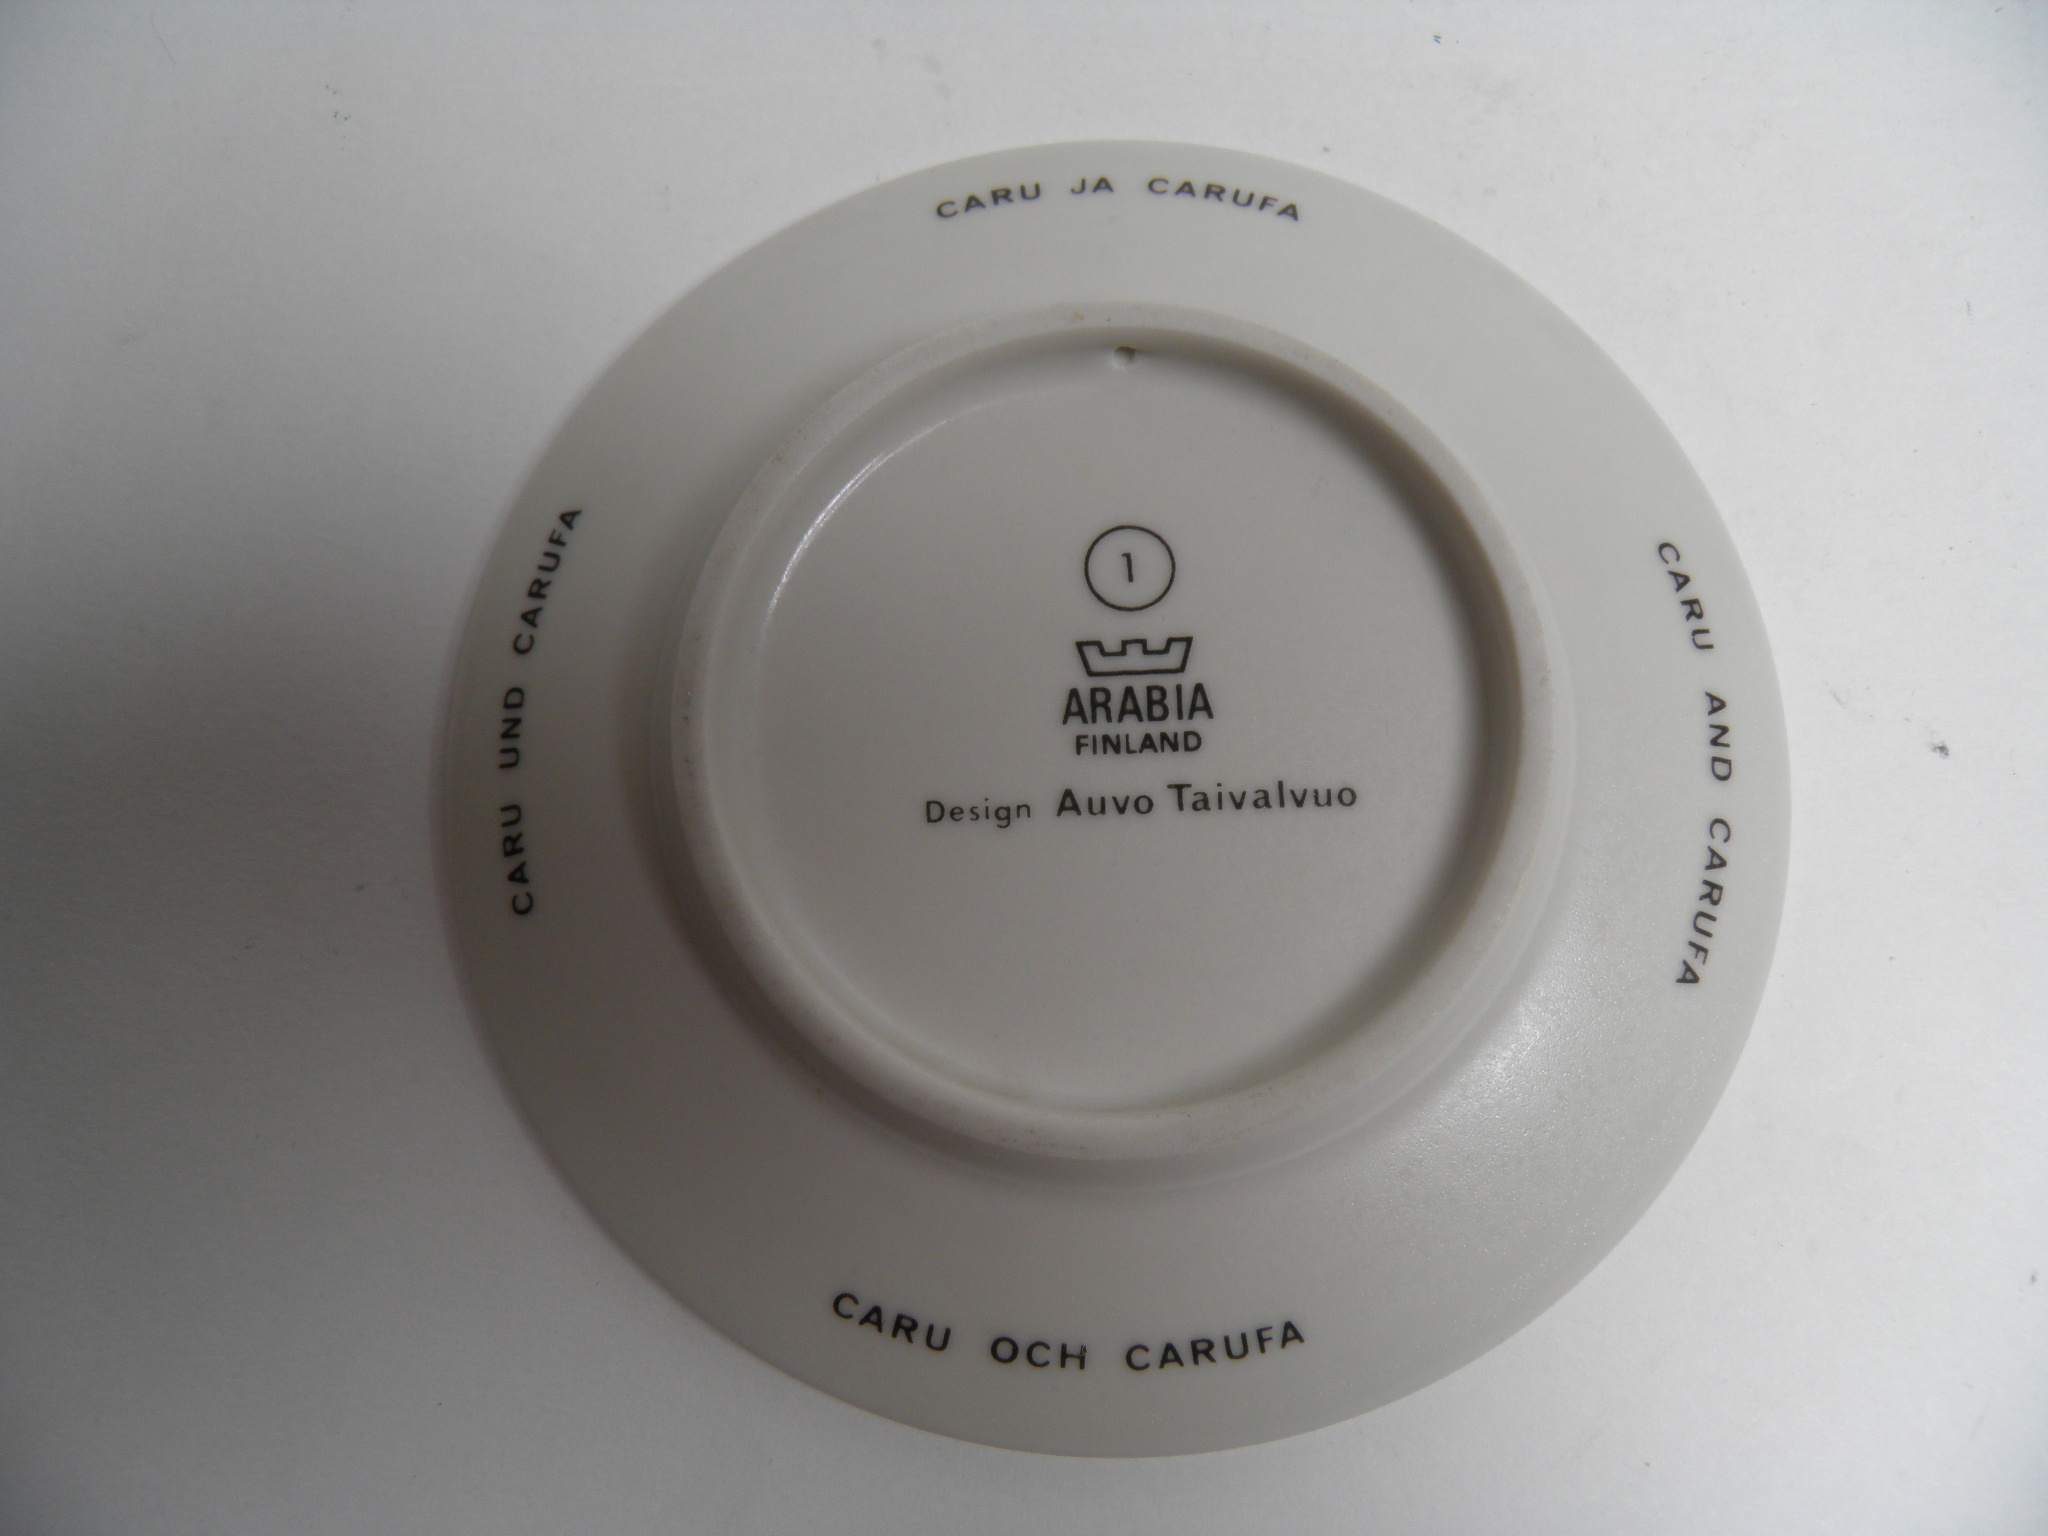 CARU JA CARUFA
CARU UND CARUFA
CARU AND CARUFA
1
ARABIA
FINLAND
Design Auvo Taivalvuo
CARU OCH CARUFA